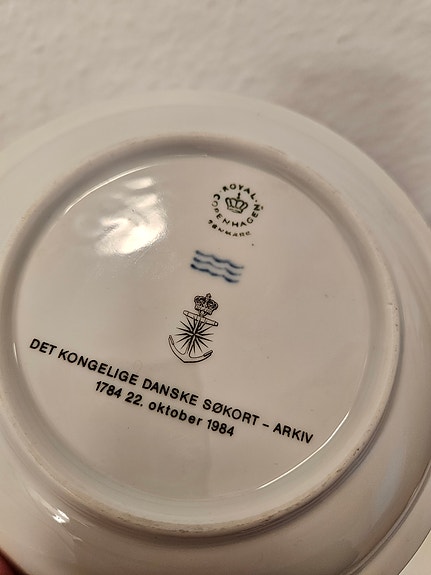 ROYAL
COPENHAGEN
DENMARK
DET KONGELIGE DANSKE SØKORT – ARKIV
1784 22. oktober 1984